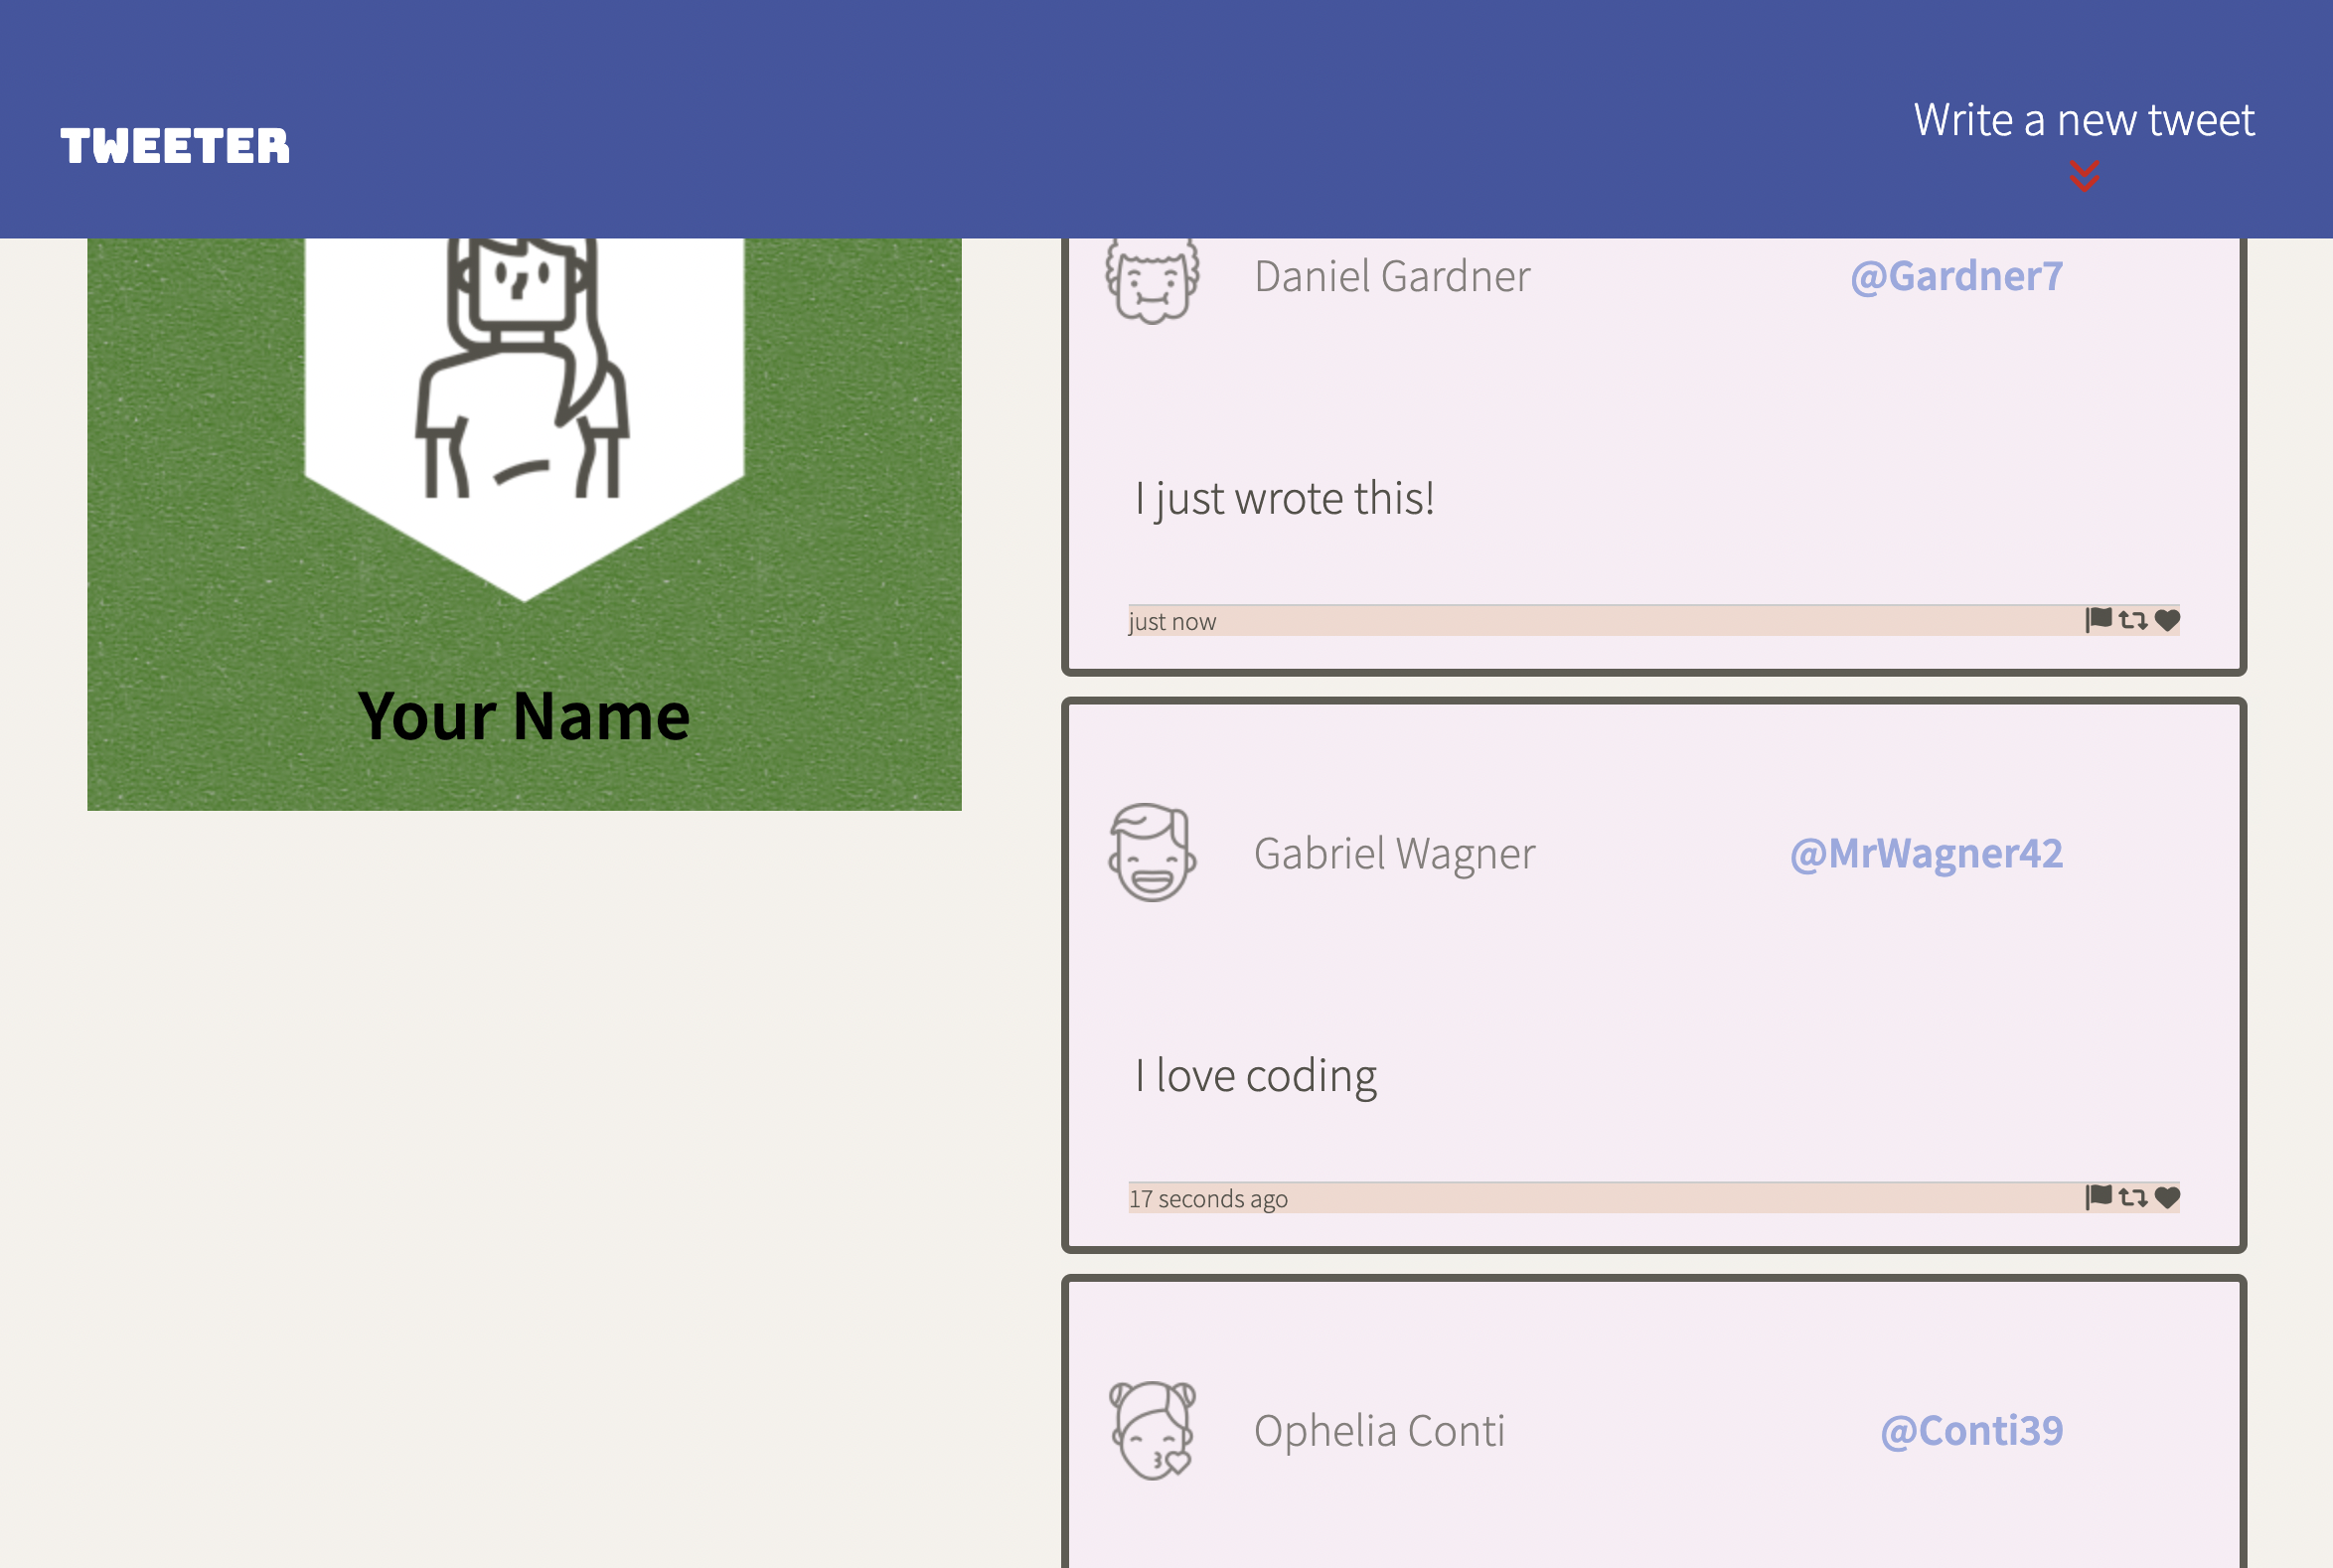 TWEETER
Write a new tweet
Your Name
Daniel Gardner
@Gardner7
I just wrote this!
just now
Gabriel Wagner
@MrWagner42
I love coding
17 seconds ago
Ophelia Conti
@Conti39